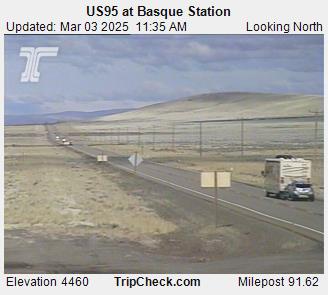 US95 at Basque Station
Updated: Mar 03 2025 11:35 AM Looking North
Elevation 4460 TripCheck.com Milepost 91.62